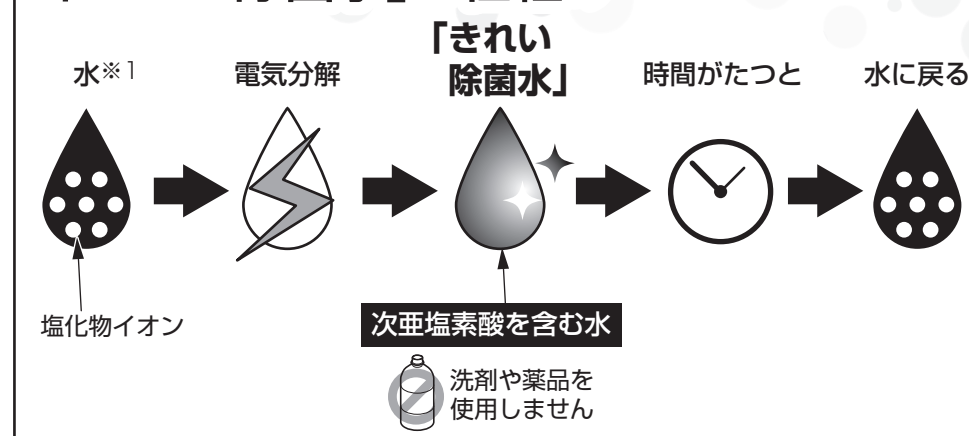 水※1
電気分解
「きれい
除菌水」
時間がたつと
水に戻る
塩化物イオン
次亜塩素酸を含む水
洗剤や薬品を
使用しません